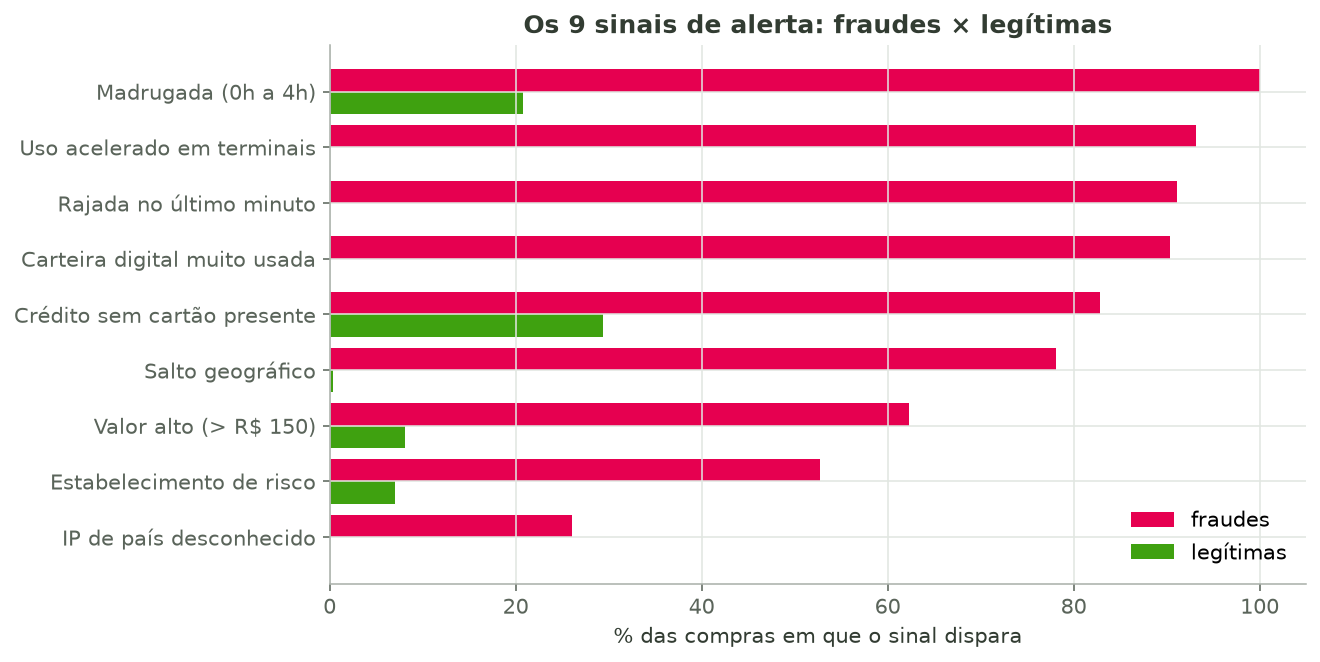 Os 9 sinais de alerta: fraudes × legítimas
Madrugada (0h a 4h)
Uso acelerado em terminais
Rajada no último minuto
Carteira digital muito usada
Crédito sem cartão presente
Salto geográfico
Valor alto (> R$ 150)
Estabelecimento de risco
IP de país desconhecido
fraudes
legítimas
0 20 40 60 80 100
% das compras em que o sinal dispara